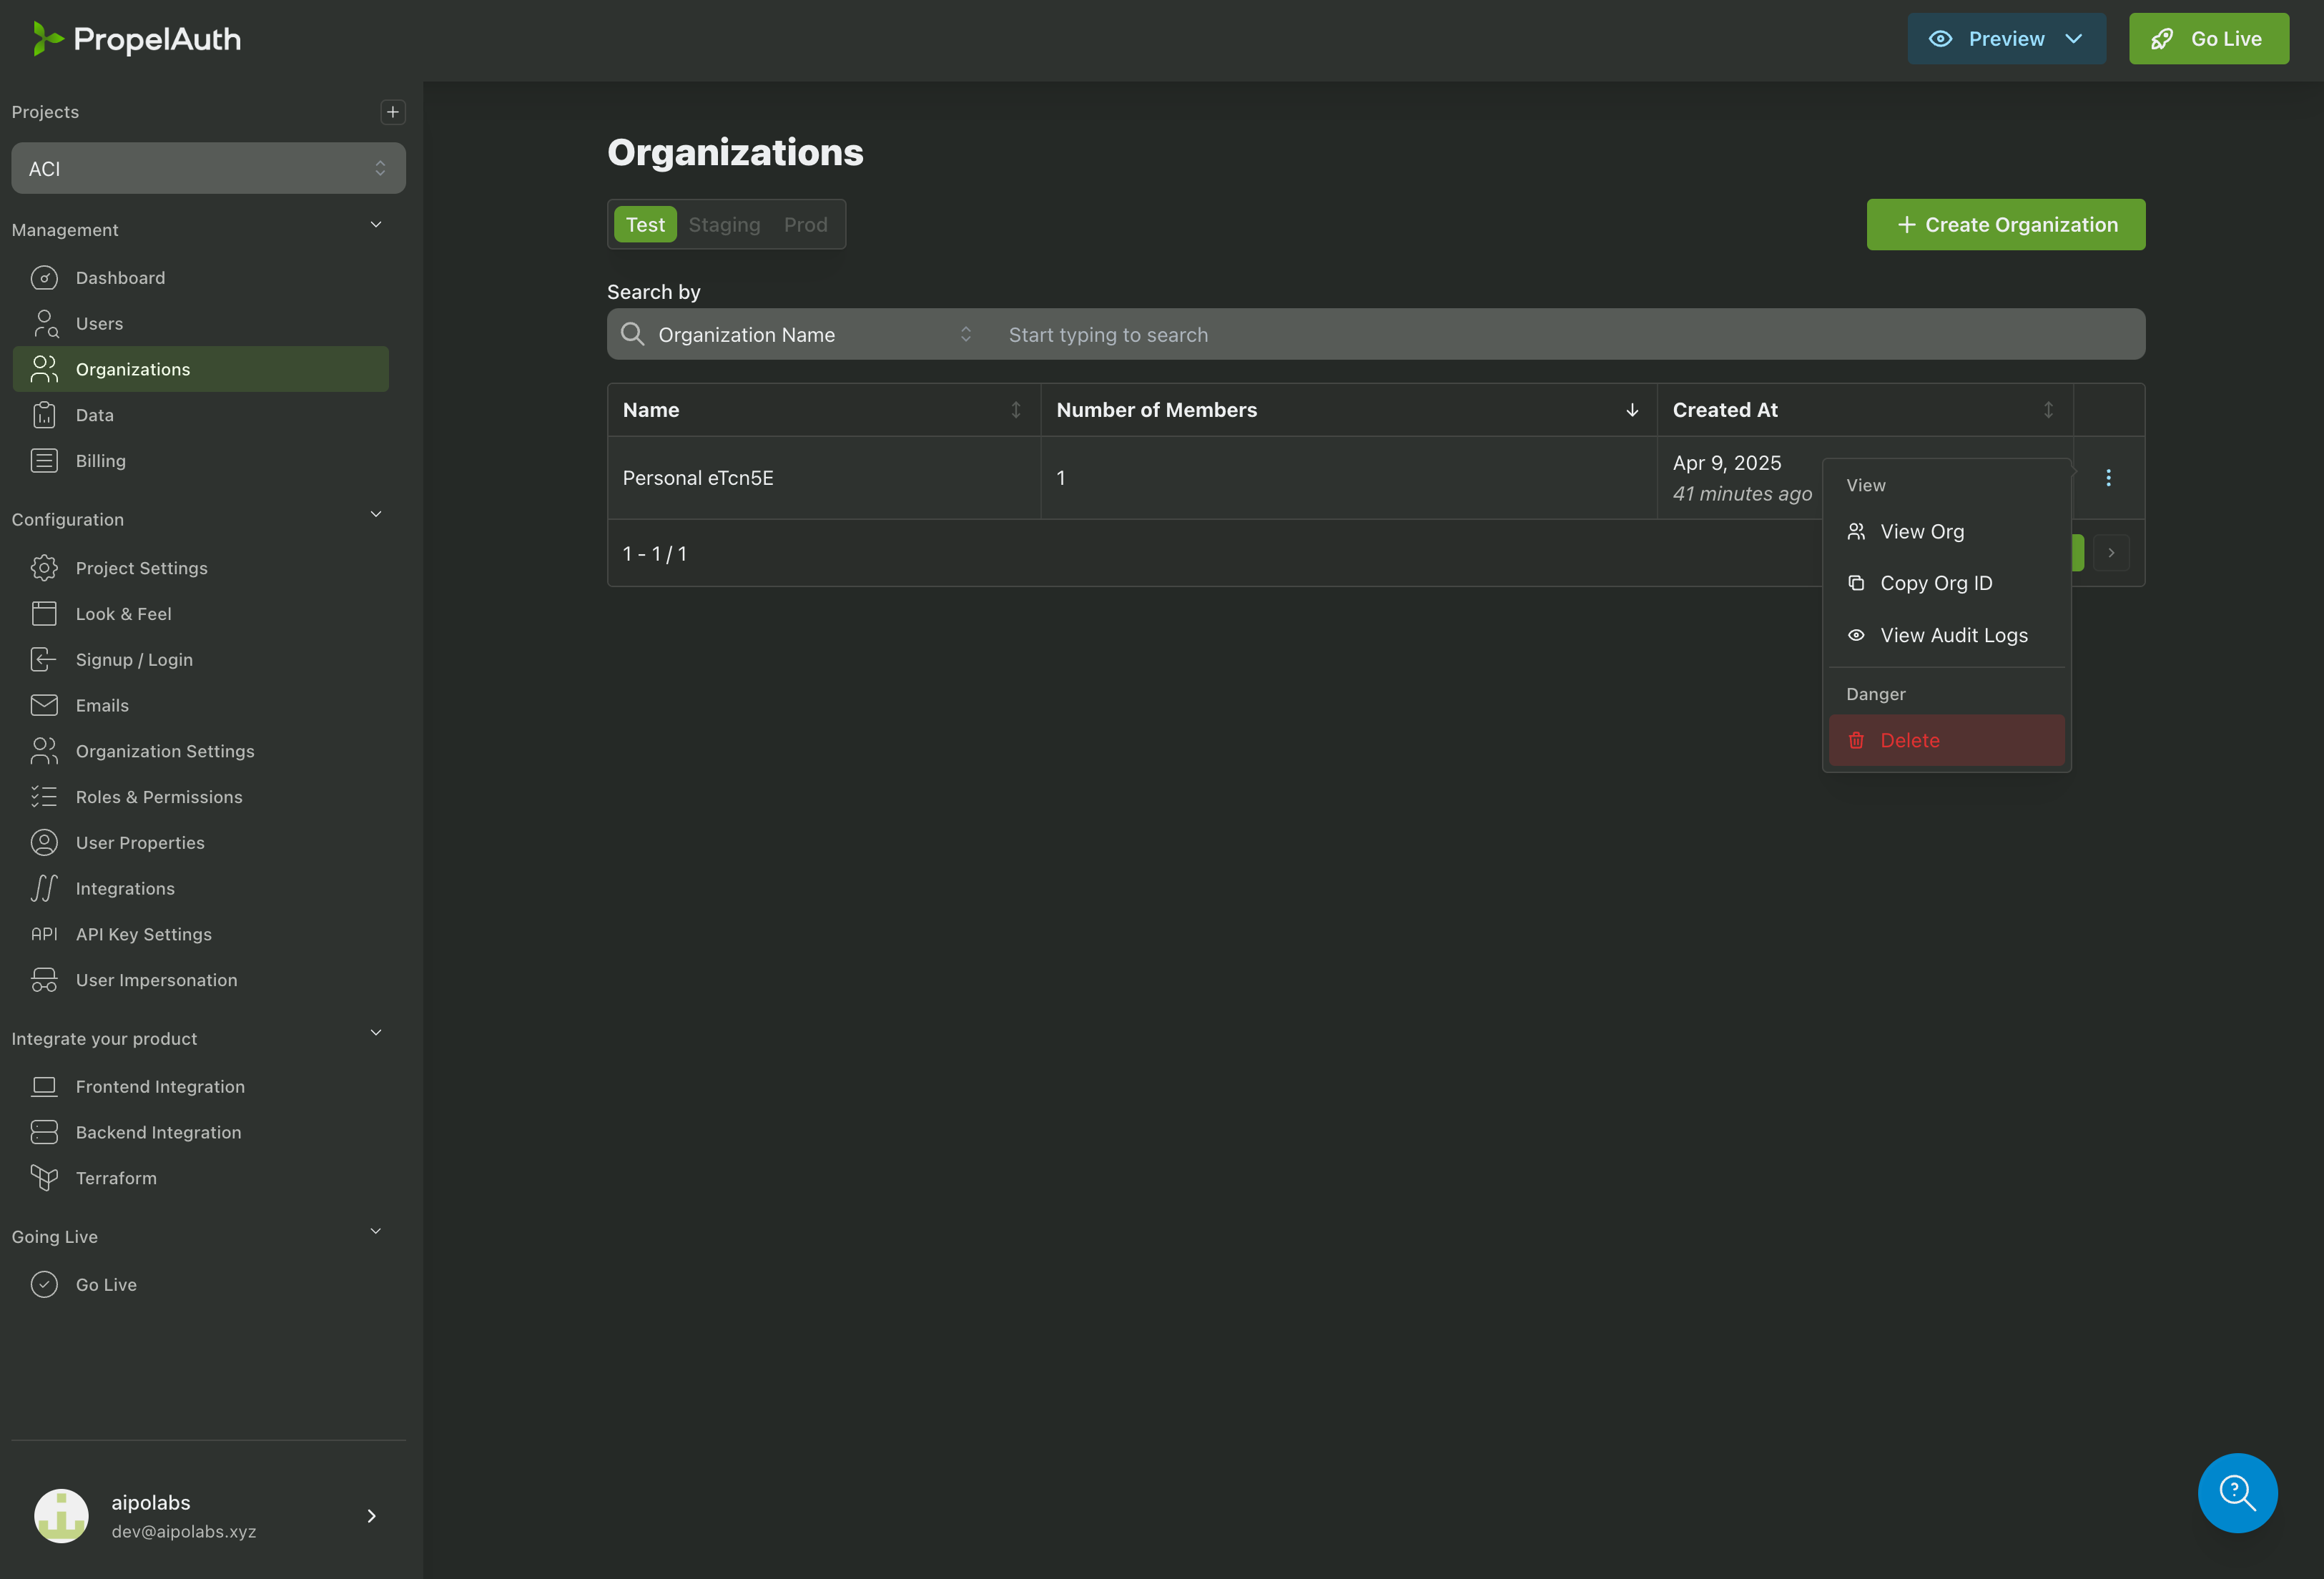 PropelAuth
Preview
Go Live
Projects
ACI
Management
Dashboard
Users
Organizations
Data
Billing
Configuration
Project Settings
Look & Feel
Signup / Login
Emails
Organization Settings
Roles & Permissions
User Properties
Integrations
API API Key Settings
User Impersonation
Integrate your product
Frontend Integration
Backend Integration
Terraform
Going Live
Go Live
aipolabs
dev@aipolabs.xyz
Organizations
Test Staging Prod
Create Organization
Search by
Organization Name Start typing to search
Name Number of Members Created At
Personal eTcn5E 1 Apr 9, 2025
41 minutes ago
1 - 1 / 1
View
View Org
Copy Org ID
View Audit Logs
Danger
Delete